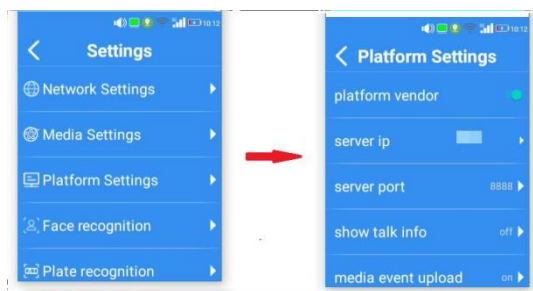 10:12
Settings
Network Settings
Media Settings
Platform Settings
Face recognition
Plate recognition
10:12
Platform Settings
platform vendor
server ip
server port 8888
show talk info off
media event upload on